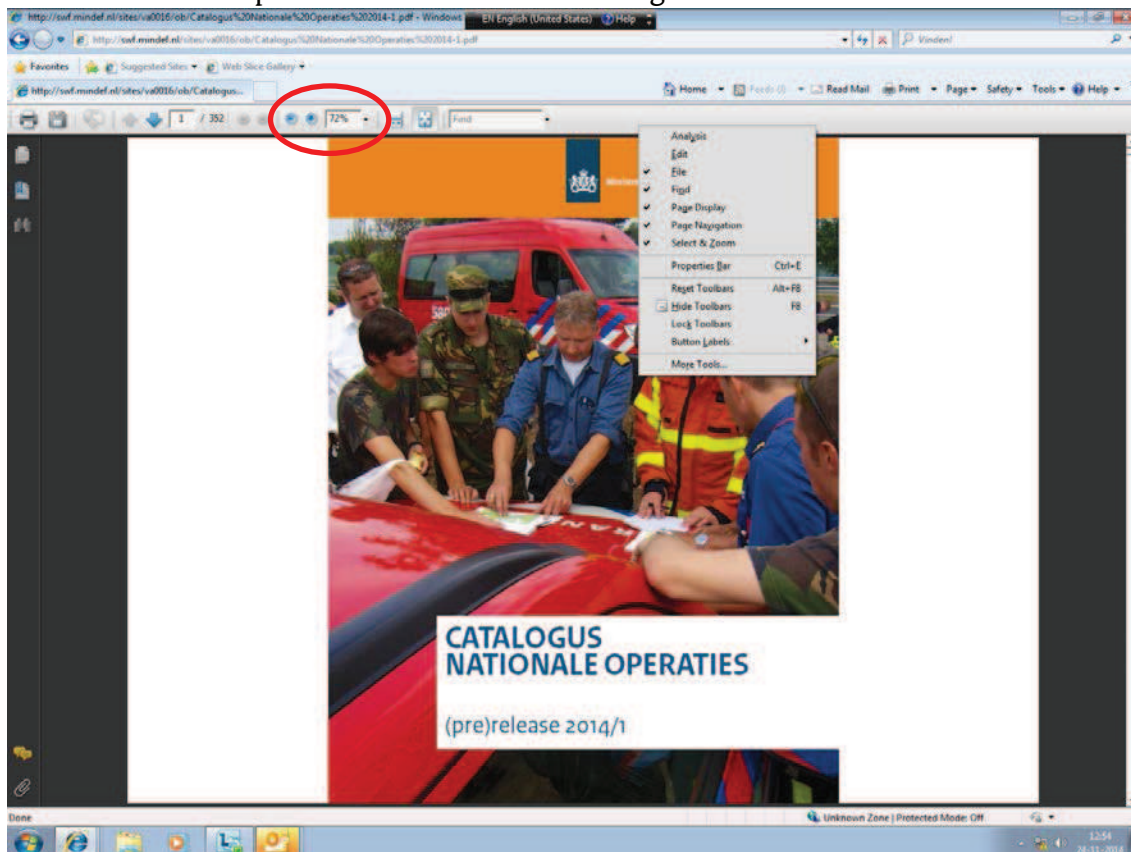 http://swf.mindef.nl/sites/va0016/ob/Catalogus%20Nationale%20Operaties%202014-1.pdf - Windows
EN English (United States) Help
http://swf.mindef.nl/sites/va0016/ob/Catalogus%20Nationale%20Operaties%202014-1.pdf
Vinden!
Favorites Suggested Sites Web Slice Gallery
http://swf.mindef.nl/sites/va0016/ob/Catalogus...
Home Feeds (0) Read Mail Print Page Safety Tools Help
1 / 352 72% Find
Analysis
Edit
File
Find
Page Display
Page Navigation
Select & Zoom
Properties Bar Ctrl+E
Reset Toolbars Alt+F8
Hide Toolbars F8
Lock Toolbars
Button Labels
More Tools...
CATALOGUS
NATIONALE OPERATIES
(pre)release 2014/1
Done
Unknown Zone | Protected Mode: Off
12:54
24-11-2014